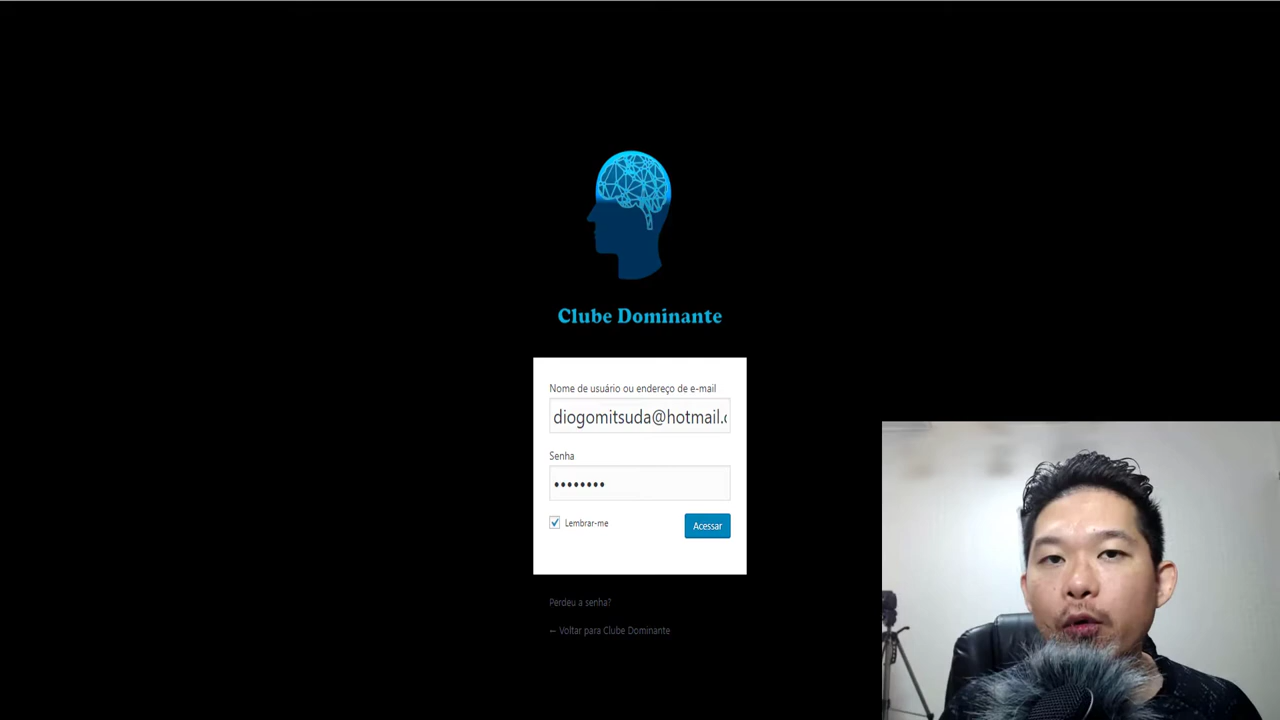 Clube Dominante
Nome de usuário ou endereço de e-mail
diogomitsuda@hotmail.
Senha
••••••••
Lembrar-me
Acessar
Perdeu a senha?
← Voltar para Clube Dominante